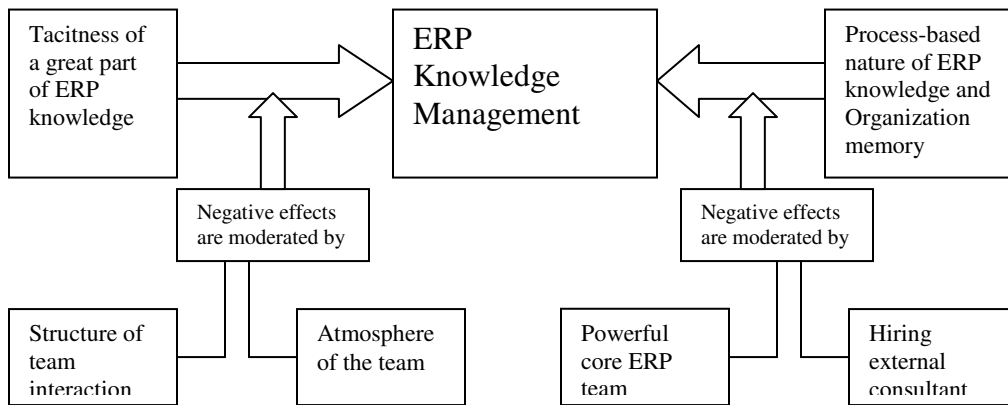 Tacitness of
a great part
of ERP
knowledge
ERP
Knowledge
Management
Process-based
nature of ERP
knowledge and
Organization
memory
Negative effects
are moderated by
Negative effects
are moderated by
Structure of
team
interaction
Atmosphere
of the team
Powerful
core ERP
team
Hiring
external
consultant